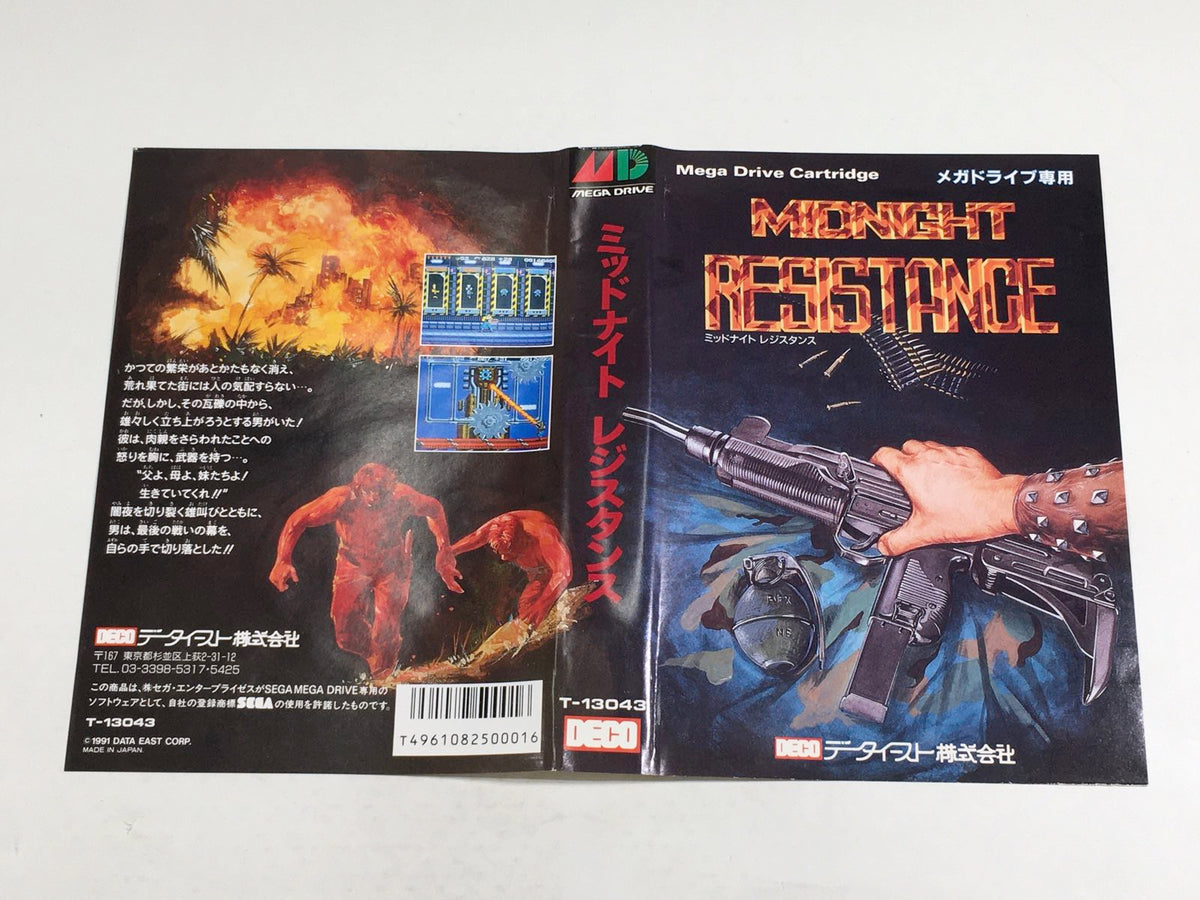 かつての繁栄があとかたもなく消え、
荒れ果てた街には人の気配すらない…。
だが、しかし、その瓦礫の中から、
雄々しく立ち上がろうとする男がいた!
彼は、肉親をさらわれたことへの
怒りを胸に、武器を持つ…。
"父よ、母よ、妹たちよ!
生きていてくれ!!"
闇夜を切り裂く雄叫びとともに、
男は、最後の戦いの幕を、
自らの手で切り落とした!!
DECO データイースト株式会社
〒167 東京都杉並区上荻2-31-12
TEL.03-3398-5317・5425
この商品は、(株)セガ・エンタープライゼスがSEGA MEGA DRIVE専用の
ソフトウェアとして、自社の登録商標SEGAの使用を許諾したものです。
T-13043
© 1991 DATA EAST CORP.
MADE IN JAPAN.
T4961082500016
MD
MEGA DRIVE
ミッドナイト レジスタンス
T-13043
DECO
Mega Drive Cartridge
メガドライブ専用
MIDNIGHT
RESISTANCE
ミッドナイト レジスタンス
DECO データイースト株式会社